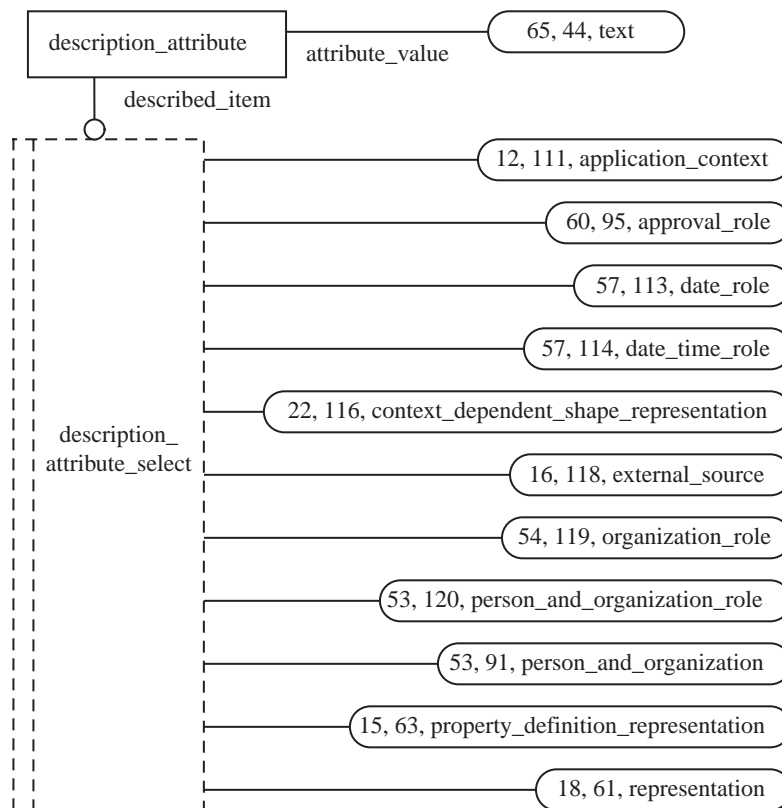 description_attribute
attribute_value
65, 44, text
described_item
12, 111, application_context
60, 95, approval_role
57, 113, date_role
57, 114, date_time_role
22, 116, context_dependent_shape_representation
description_
attribute_select
16, 118, external_source
54, 119, organization_role
53, 120, person_and_organization_role
53, 91, person_and_organization
15, 63, property_definition_representation
18, 61, representation